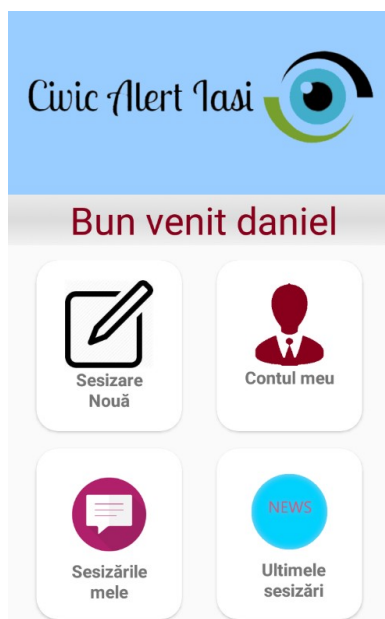 Civic Alert Iasi
Bun venit daniel
Sesizare
Nouă
Contul meu
NEWS
Sesizările
mele
Ultimele
sesizări